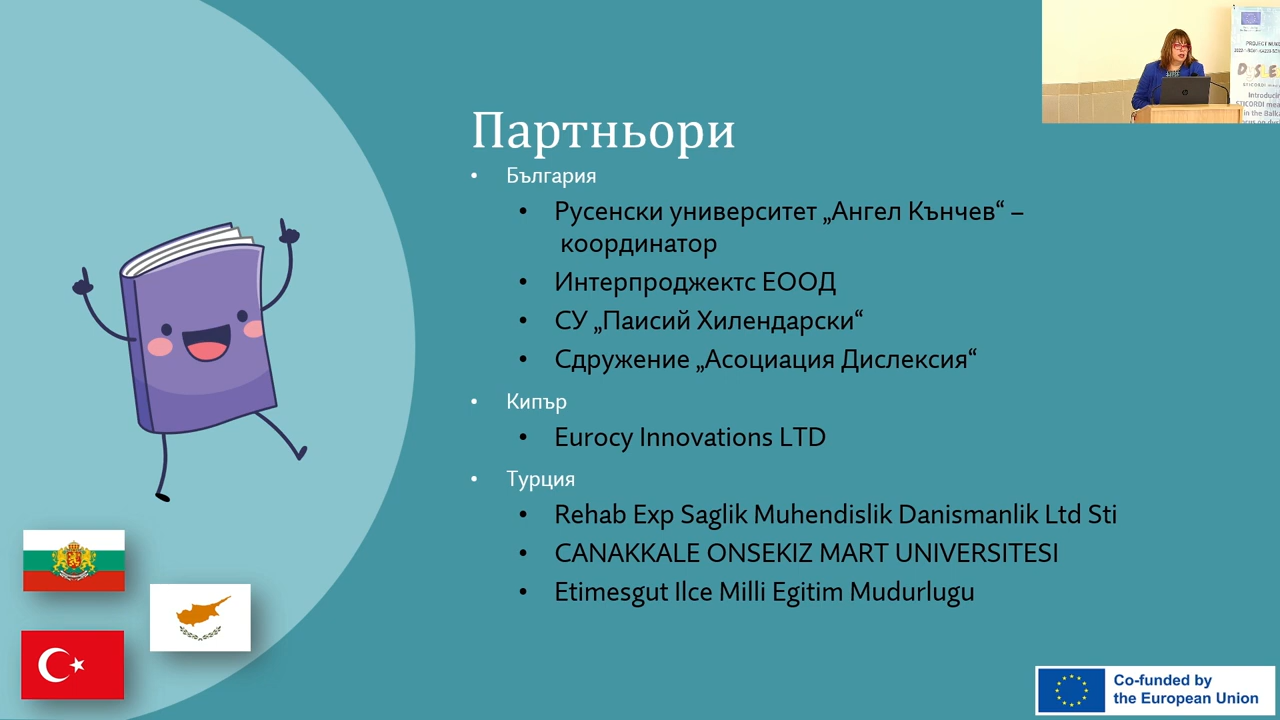 Партньори
• България
• Русенски университет „Ангел Кънчев“ –
координатор
• Интерпроджектс ЕООД
• СУ „Паисий Хилендарски“
• Сдружение „Асоциация Дислексия“
• Кипър
• Eurocy Innovations LTD
• Турция
• Rehab Exp Saglik Muhendislik Danismanlik Ltd Sti
• CANAKKALE ONSEKIZ MART UNIVERSITESI
• Etimesgut Ilce Milli Egitim Mudurlugu
Co-funded by
the European Union